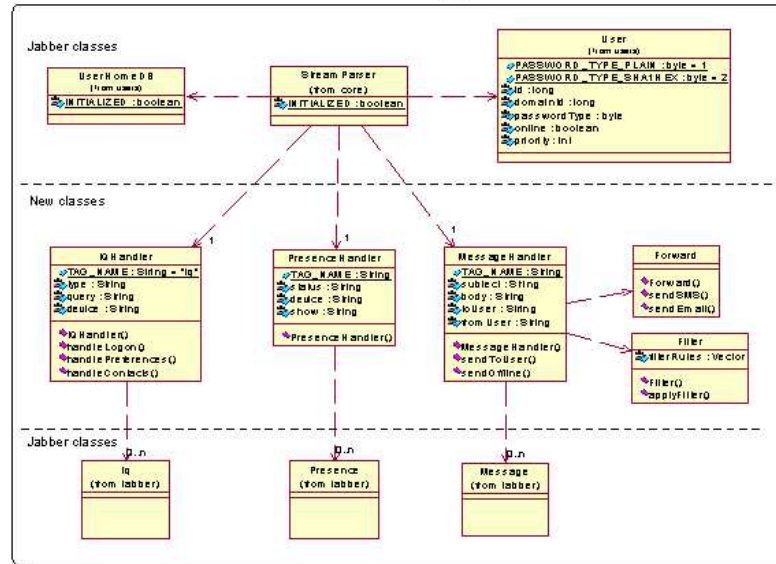 Jabber classes
UserHomeDB
(from users)
INITIALIZED : boolean
Stream Parser
(from core)
INITIALIZED : boolean
User
(from users)
PASSWORD_TYPE_PLAIN : byte = 1
PASSWORD_TYPE_SHA1HEX : byte = 2
id : long
domainId : long
passwordType : byte
online : boolean
priority : int
New classes
1
1
1
IQHandler
TAG_NAME : String = "iq"
type : String
query : String
device : String
IQHandler()
handleLogon()
handlePreferences()
handleContacts()
PresenceHandler
TAG_NAME : String
status : String
device : String
show : String
PresenceHandler()
MessageHandler
TAG_NAME : String
subject : String
body : String
toUser : String
fromUser : String
MessageHandler()
sendToUser()
sendOffline()
Forward
Forward()
sendSMS()
sendEmail()
Filter
filterRules : Vector
Filter()
applyFilter()
Jabber classes
0..n
0..n
0..n
Iq
(from jabber)
Presence
(from jabber)
Message
(from jabber)